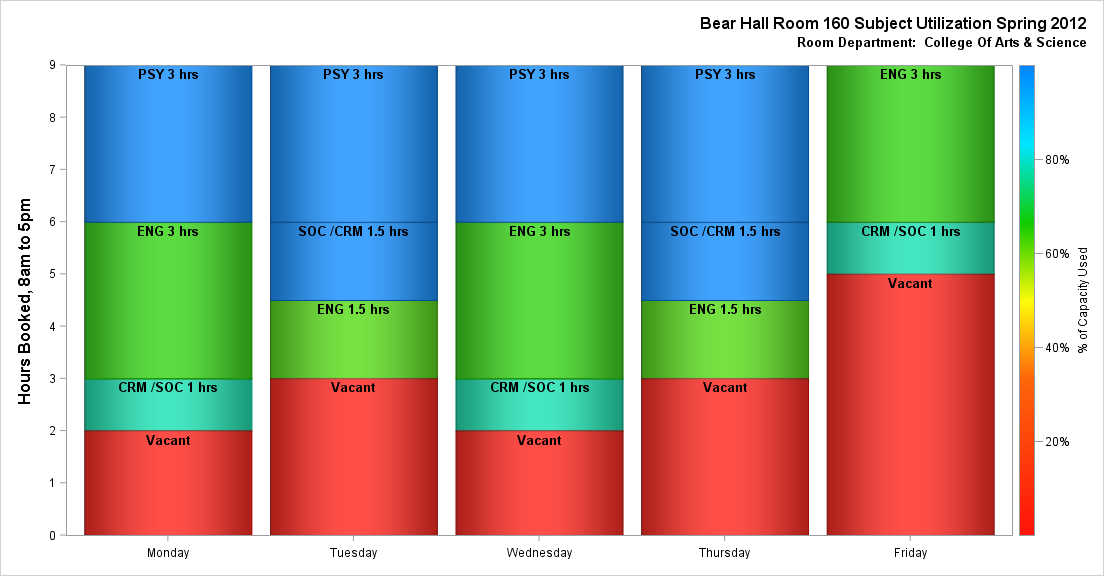 Bear Hall Room 160 Subject Utilization Spring 2012
Room Department:  College Of Arts & Science
Hours Booked, 8am to 5pm
9
8
7
6
5
4
3
2
1
0
PSY 3 hrs
ENG 3 hrs
CRM /SOC 1 hrs
Vacant
PSY 3 hrs
SOC /CRM 1.5 hrs
ENG 1.5 hrs
Vacant
PSY 3 hrs
ENG 3 hrs
CRM /SOC 1 hrs
Vacant
PSY 3 hrs
SOC /CRM 1.5 hrs
ENG 1.5 hrs
Vacant
ENG 3 hrs
CRM /SOC 1 hrs
Vacant
Monday
Tuesday
Wednesday
Thursday
Friday
80%
60%
40%
20%
% of Capacity Used